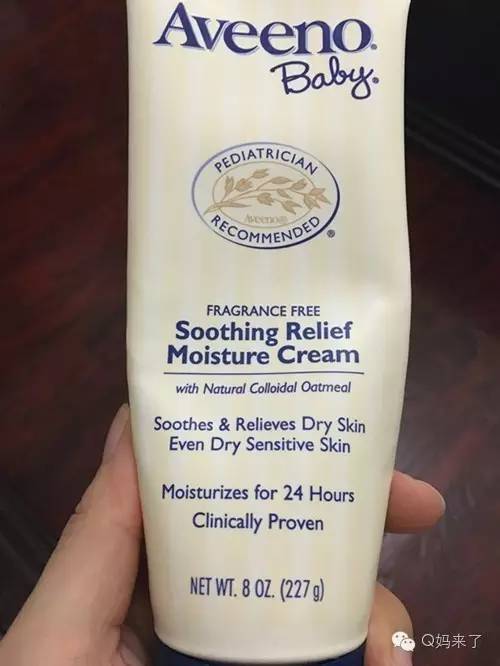 Aveeno®
Baby®
PEDIATRICIAN
Aveeno®
RECOMMENDED®
FRAGRANCE FREE
Soothing Relief
Moisture Cream
with Natural Colloidal Oatmeal
Soothes & Relieves Dry Skin
Even Dry Sensitive Skin
Moisturizes for 24 Hours
Clinically Proven
NET WT. 8 OZ. (227g)
Q妈来了